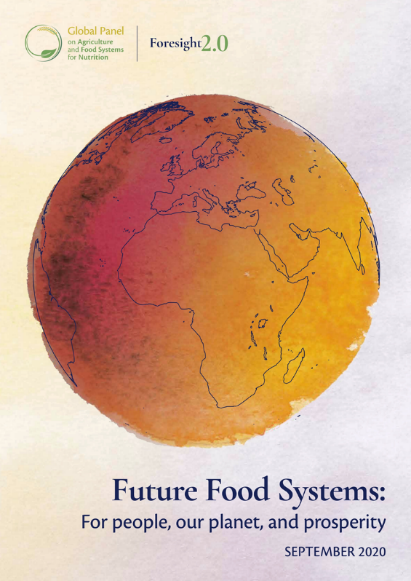 Global Panel
on Agriculture
and Food Systems
for Nutrition
Foresight2.0
Future Food Systems:
For people, our planet, and prosperity
SEPTEMBER 2020